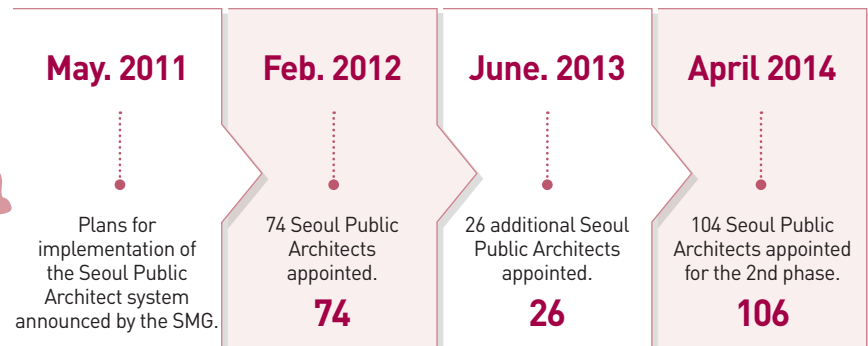 May. 2011
Plans for
implementation of
the Seoul Public
Architect system
announced by the SMG.
Feb. 2012
74 Seoul Public
Architects
appointed.
74
June. 2013
26 additional Seoul
Public Architects
appointed.
26
April 2014
104 Seoul Public
Architects appointed
for the 2nd phase.
106